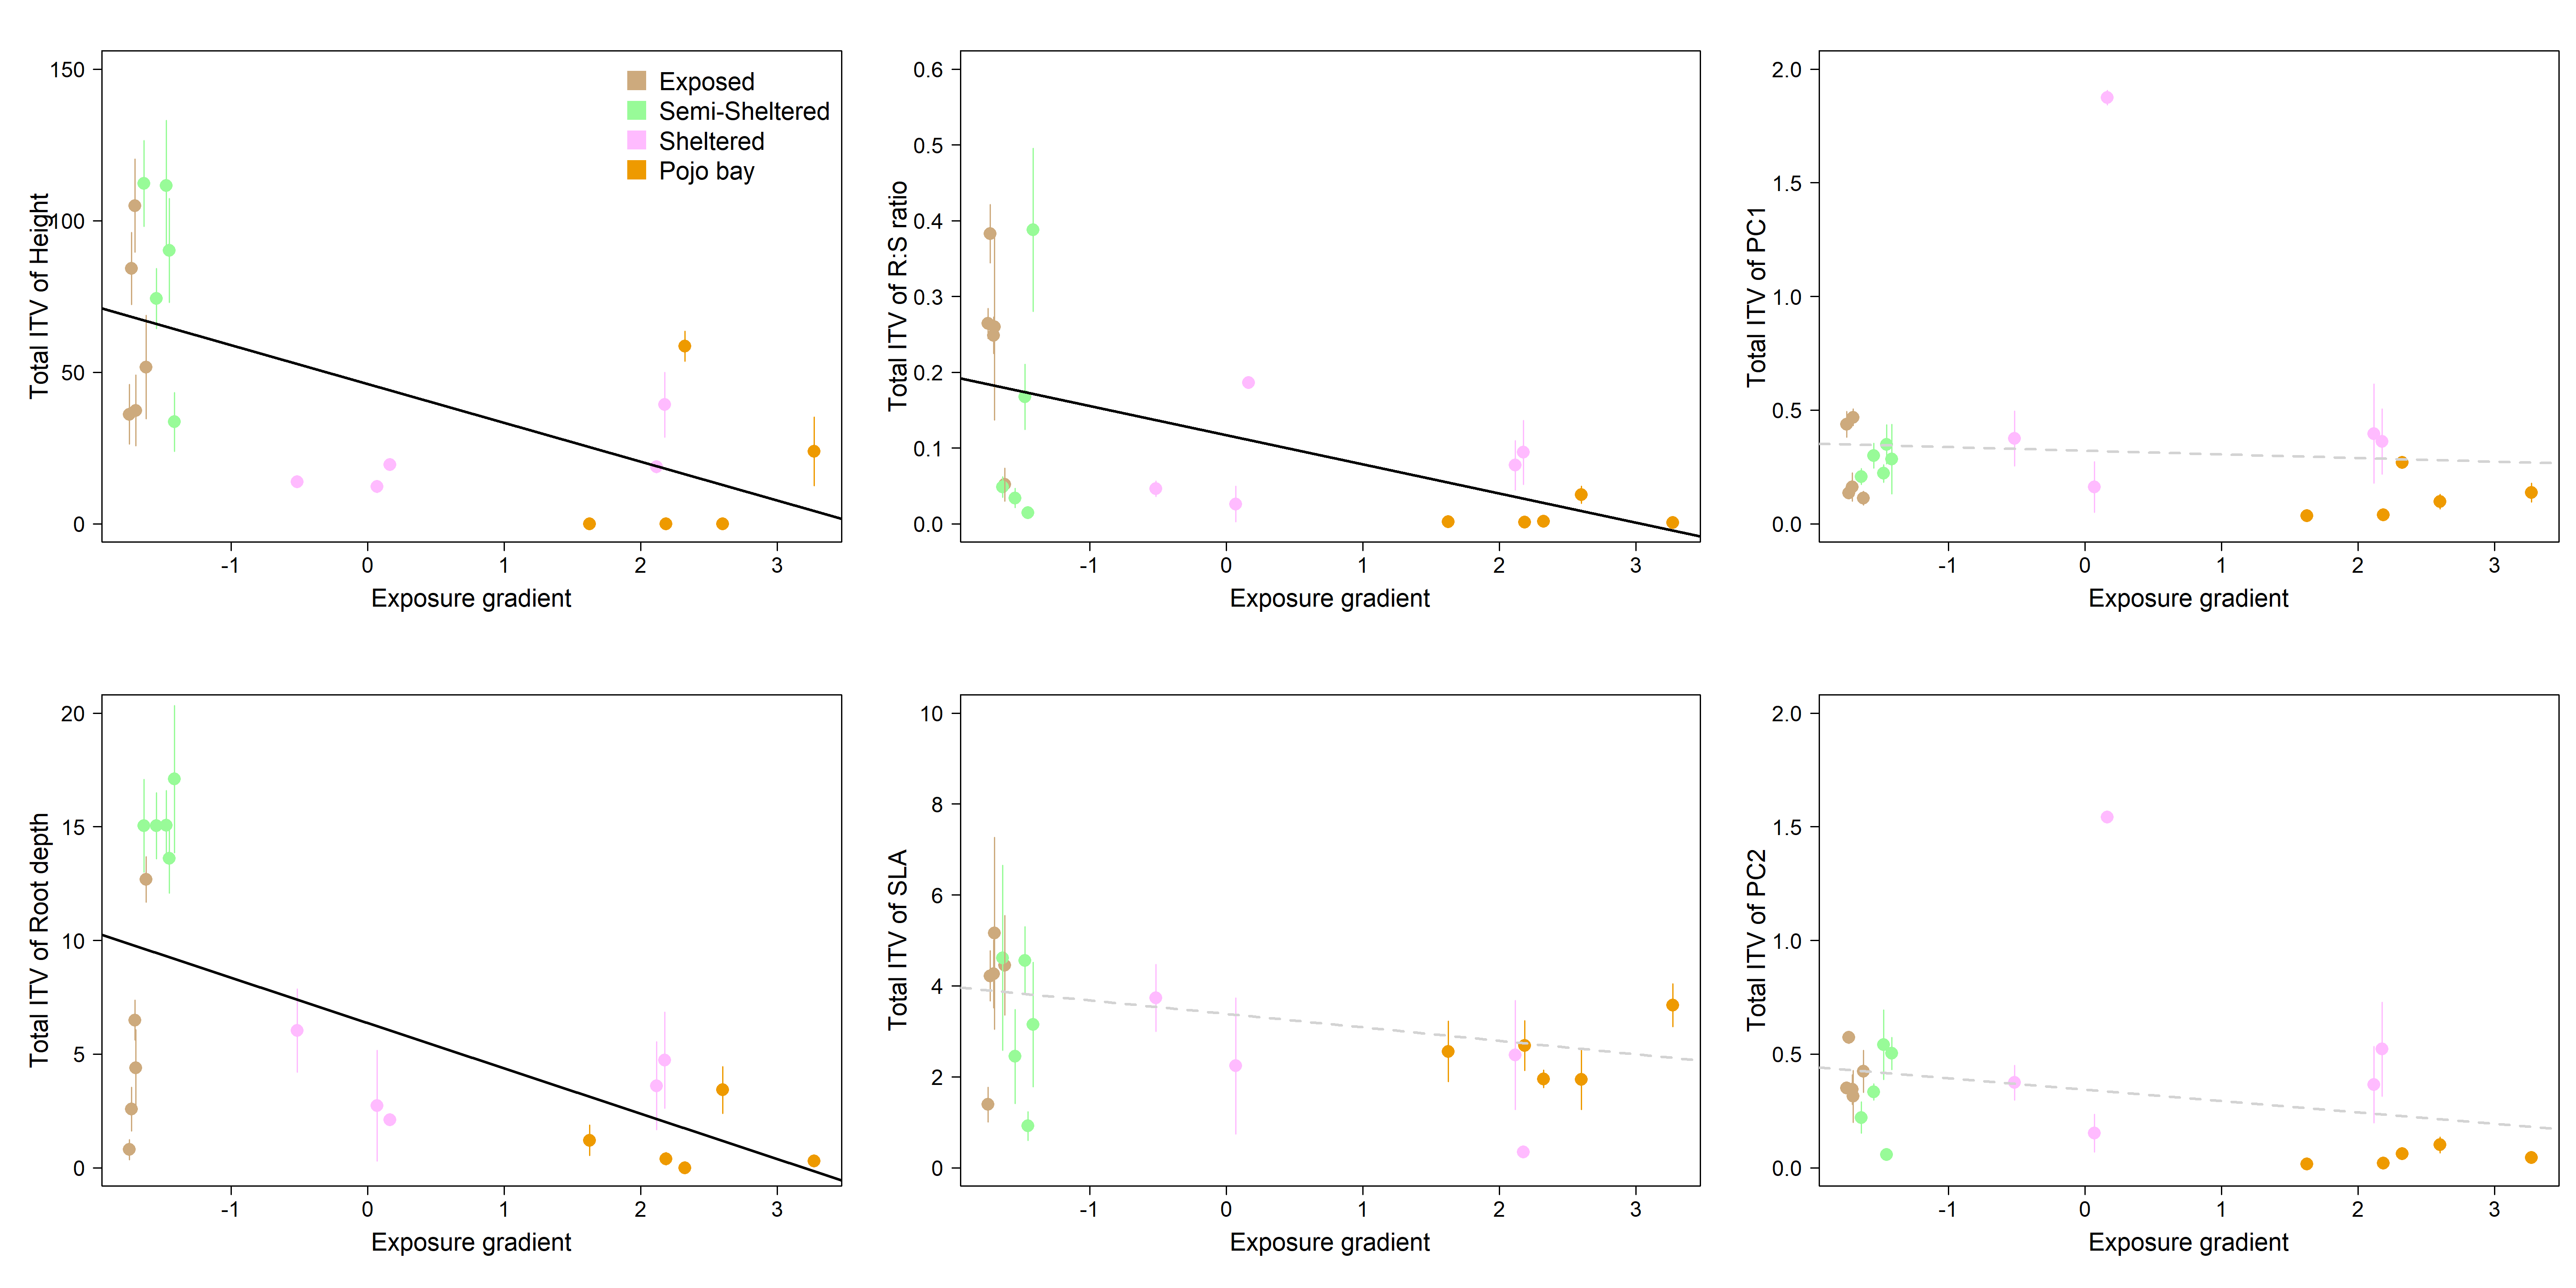 Total ITV of Height
150
100
50
0
-1 0 1 2 3
Exposure gradient
Exposed
Semi-Sheltered
Sheltered
Pojo bay
Total ITV of R:S ratio
0.6
0.5
0.4
0.3
0.2
0.1
0.0
-1 0 1 2 3
Exposure gradient
Total ITV of PC1
2.0
1.5
1.0
0.5
0.0
-1 0 1 2 3
Exposure gradient
Total ITV of Root depth
20
15
10
5
0
-1 0 1 2 3
Exposure gradient
Total ITV of SLA
10
8
6
4
2
0
-1 0 1 2 3
Exposure gradient
Total ITV of PC2
2.0
1.5
1.0
0.5
0.0
-1 0 1 2 3
Exposure gradient